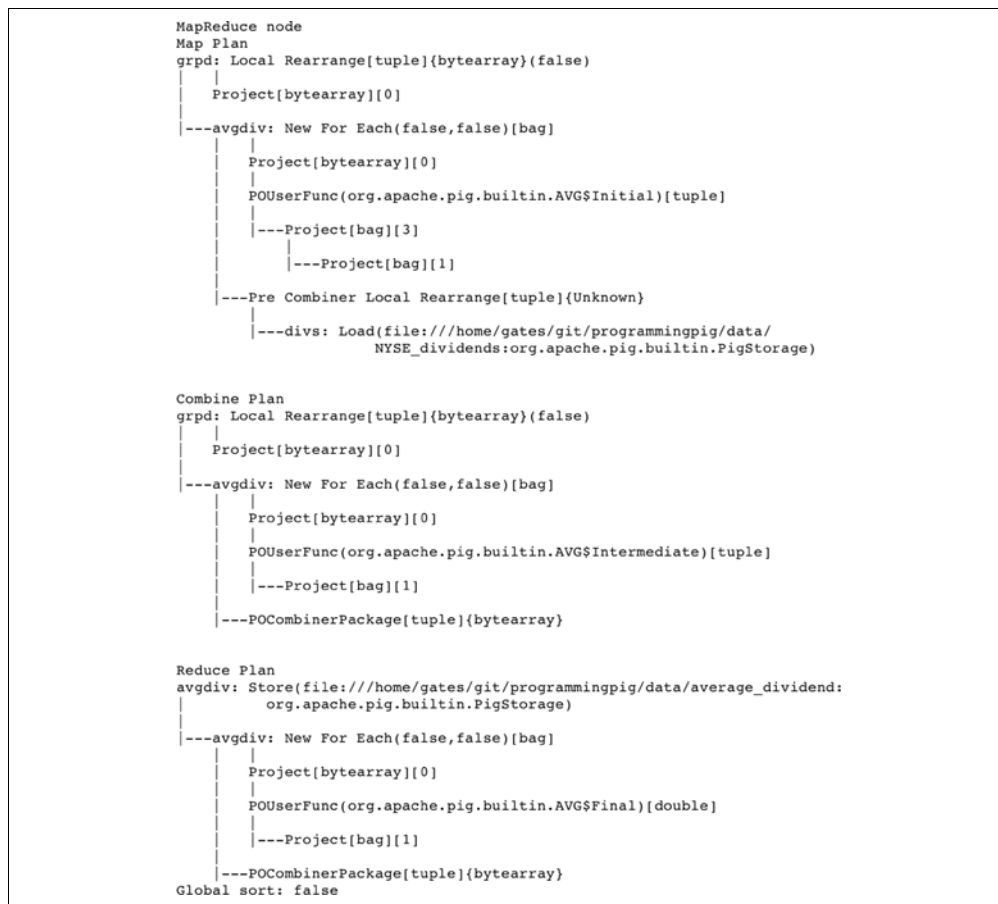 MapReduce node
Map Plan
grpd: Local Rearrange[tuple]{bytearray}(false)
|   |
|   Project[bytearray][0]
|
|---avgdiv: New For Each(false,false)[bag]
    |   |
    |   Project[bytearray][0]
    |   |
    |   POUserFunc(org.apache.pig.builtin.AVG$Initial)[tuple]
    |   |
    |   |---Project[bag][3]
    |       |
    |       |---Project[bag][1]
    |
    |---Pre Combiner Local Rearrange[tuple]{Unknown}
        |
        |---divs: Load(file:///home/gates/git/programmingpig/data/
                      NYSE_dividends:org.apache.pig.builtin.PigStorage)

Combine Plan
grpd: Local Rearrange[tuple]{bytearray}(false)
|   |
|   Project[bytearray][0]
|
|---avgdiv: New For Each(false,false)[bag]
    |   |
    |   Project[bytearray][0]
    |   |
    |   POUserFunc(org.apache.pig.builtin.AVG$Intermediate)[tuple]
    |   |
    |   |---Project[bag][1]
    |
    |---POCombinerPackage[tuple]{bytearray}

Reduce Plan
avgdiv: Store(file:///home/gates/git/programmingpig/data/average_dividend:
|         org.apache.pig.builtin.PigStorage)
|
|---avgdiv: New For Each(false,false)[bag]
    |   |
    |   Project[bytearray][0]
    |   |
    |   POUserFunc(org.apache.pig.builtin.AVG$Final)[double]
    |   |
    |   |---Project[bag][1]
    |
    |---POCombinerPackage[tuple]{bytearray}
Global sort: false